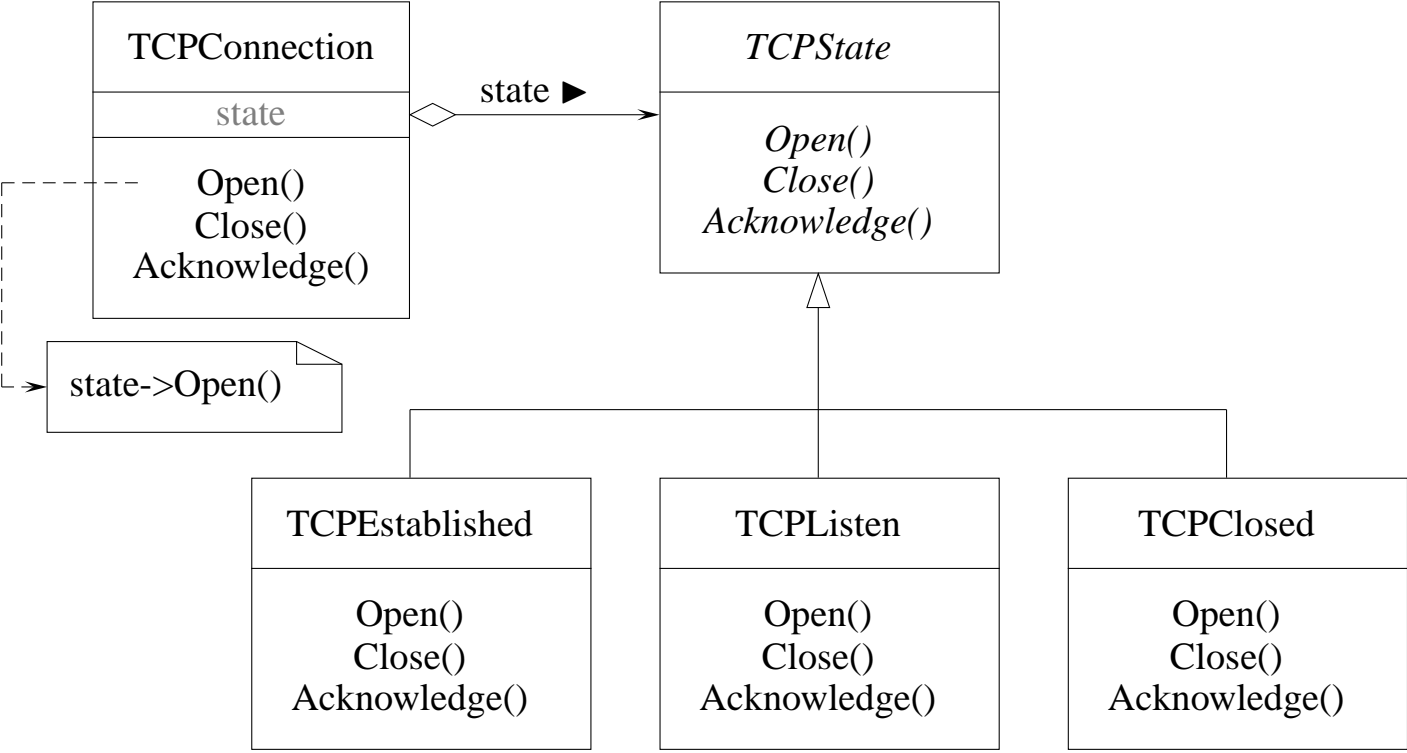 TCPConnection
state
Open()
Close()
Acknowledge()
state ►
TCPState
Open()
Close()
Acknowledge()
state->Open()
TCPEstablished
Open()
Close()
Acknowledge()
TCPListen
Open()
Close()
Acknowledge()
TCPClosed
Open()
Close()
Acknowledge()